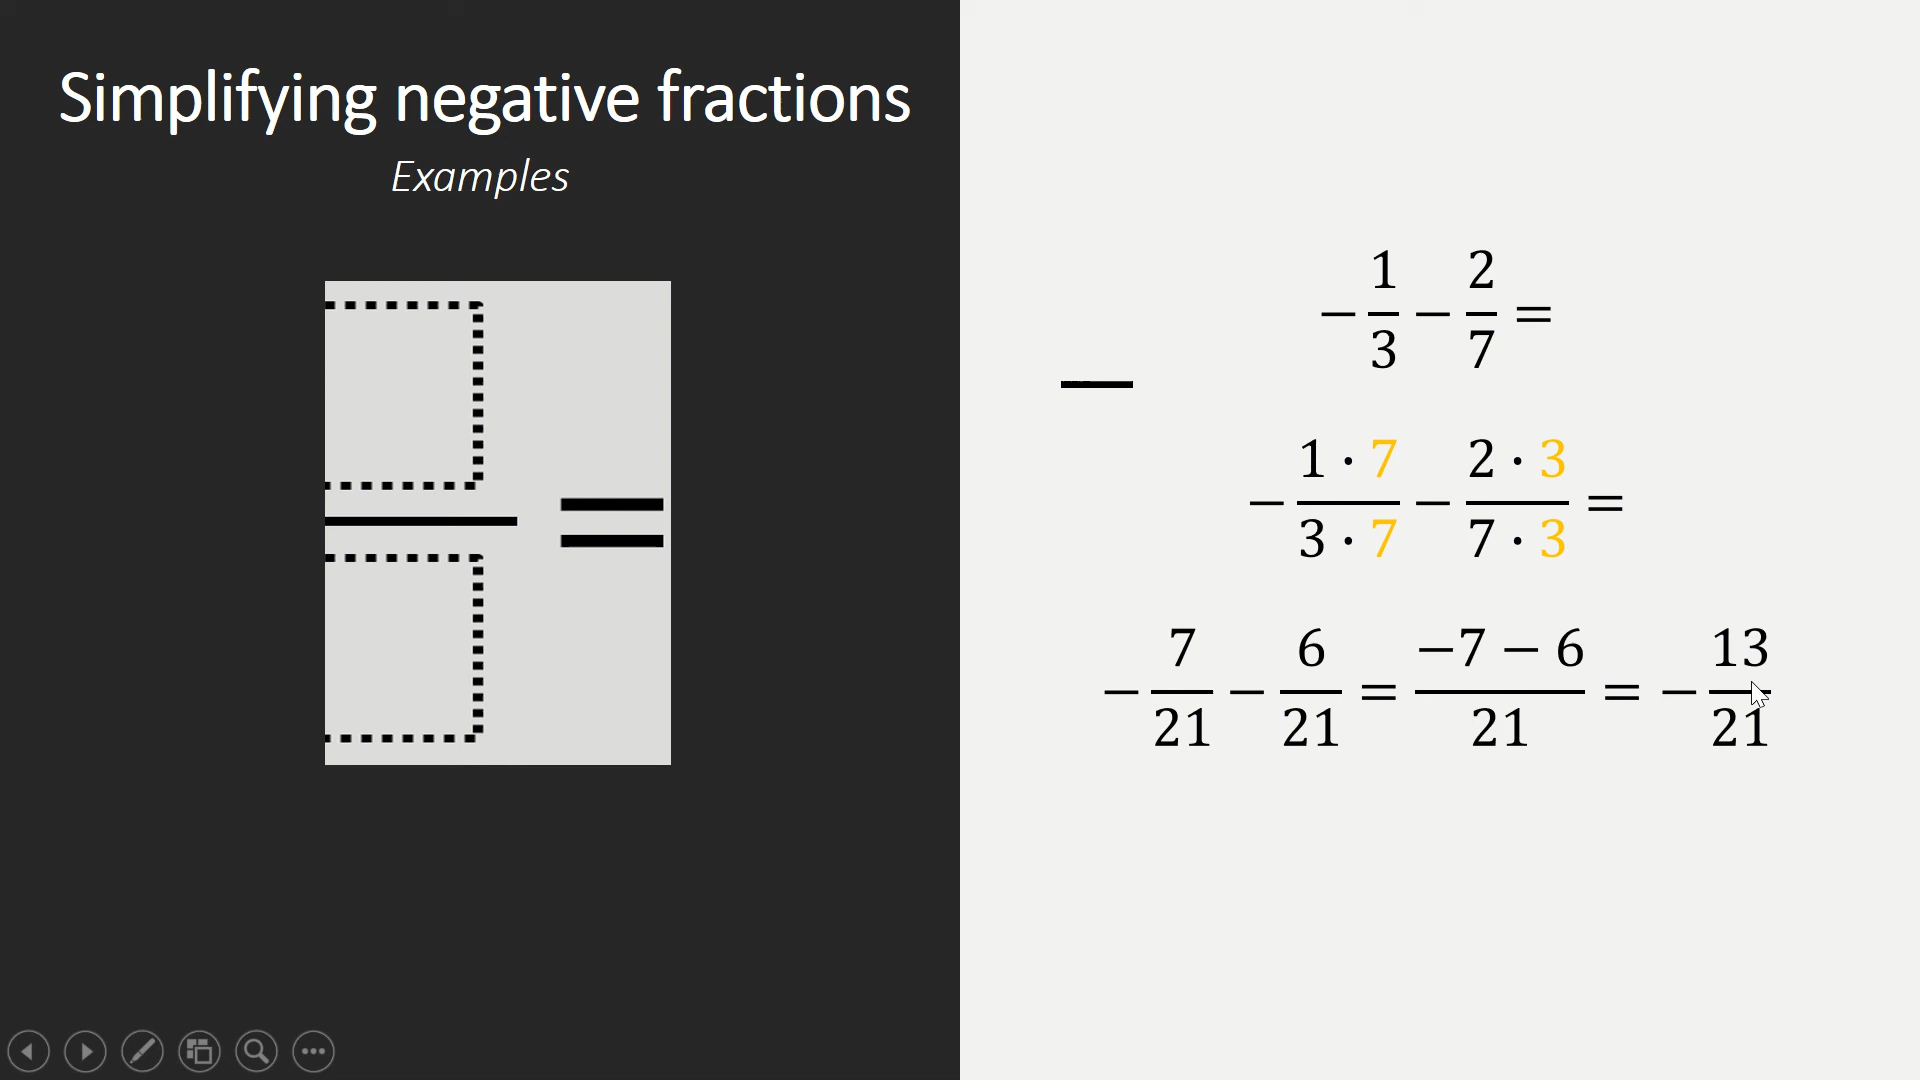 Simplifying negative fractions
Examples
−1/3 − 2/7 =
−(1 · 7)/(3 · 7) − (2 · 3)/(7 · 3) =
−7/21 − 6/21 = (−7 − 6)/21 = −13/21